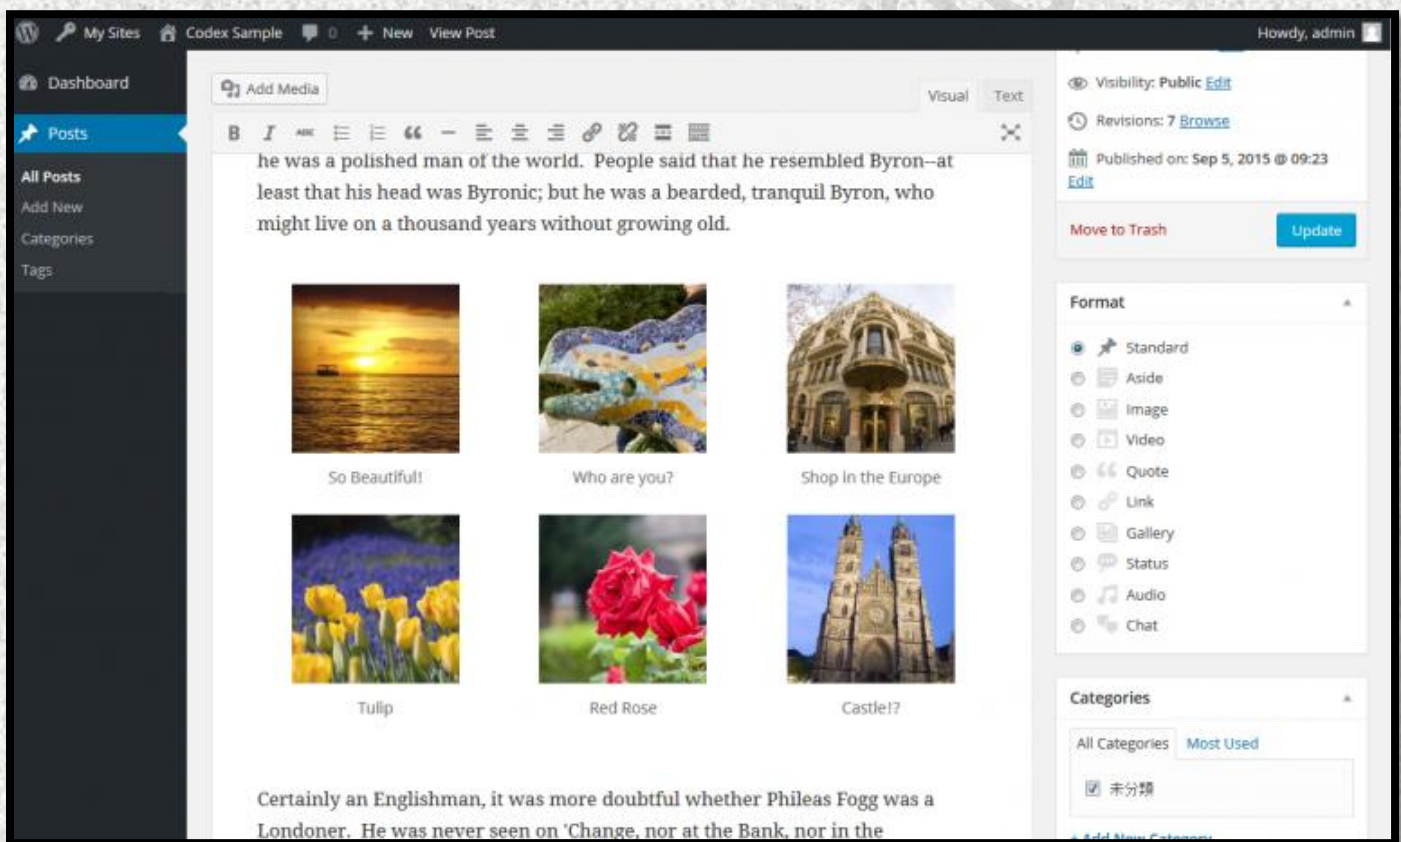 My Sites Codex Sample 0 New View Post Howdy, admin
Dashboard
Posts
All Posts
Add New
Categories
Tags
Add Media
Visual Text
B I ABC
he was a polished man of the world. People said that he resembled Byron--at
least that his head was Byronic; but he was a bearded, tranquil Byron, who
might live on a thousand years without growing old.
So Beautiful! Who are you? Shop in the Europe
Tulip Red Rose Castle!?
Certainly an Englishman, it was more doubtful whether Phileas Fogg was a
Londoner. He was never seen on 'Change, nor at the Bank, nor in the
Visibility: Public Edit
Revisions: 7 Browse
Published on: Sep 5, 2015 @ 09:23
Edit
Move to Trash Update
Format
Standard
Aside
Image
Video
Quote
Link
Gallery
Status
Audio
Chat
Categories
All Categories Most Used
未分類
+ Add New Category